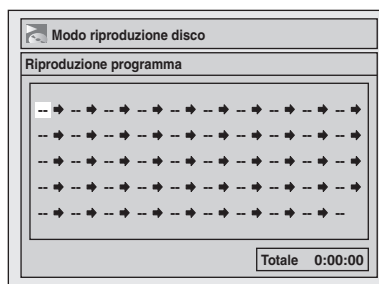 Modo riproduzione disco
Riproduzione programma
-- ➡ -- ➡ -- ➡ -- ➡ -- ➡ -- ➡ -- ➡ -- ➡ -- ➡ -- ➡
-- ➡ -- ➡ -- ➡ -- ➡ -- ➡ -- ➡ -- ➡ -- ➡ -- ➡ -- ➡
-- ➡ -- ➡ -- ➡ -- ➡ -- ➡ -- ➡ -- ➡ -- ➡ -- ➡ -- ➡
-- ➡ -- ➡ -- ➡ -- ➡ -- ➡ -- ➡ -- ➡ -- ➡ -- ➡ -- ➡
-- ➡ -- ➡ -- ➡ -- ➡ -- ➡ -- ➡ -- ➡ -- ➡ -- ➡ --
Totale 0:00:00